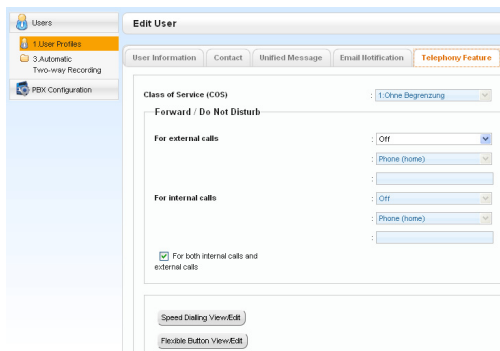 Users
1.User Profiles
3.Automatic
Two-way Recording
PBX Configuration
Edit User
User Information
Contact
Unified Message
Email Notification
Telephony Feature
Class of Service (COS)
: 1:Ohne Begrenzung
Forward / Do Not Disturb
For external calls
: Off
: Phone (home)
:
For internal calls
: Off
: Phone (home)
:
For both internal calls and
external calls
Speed Dialling View/Edit
Flexible Button View/Edit